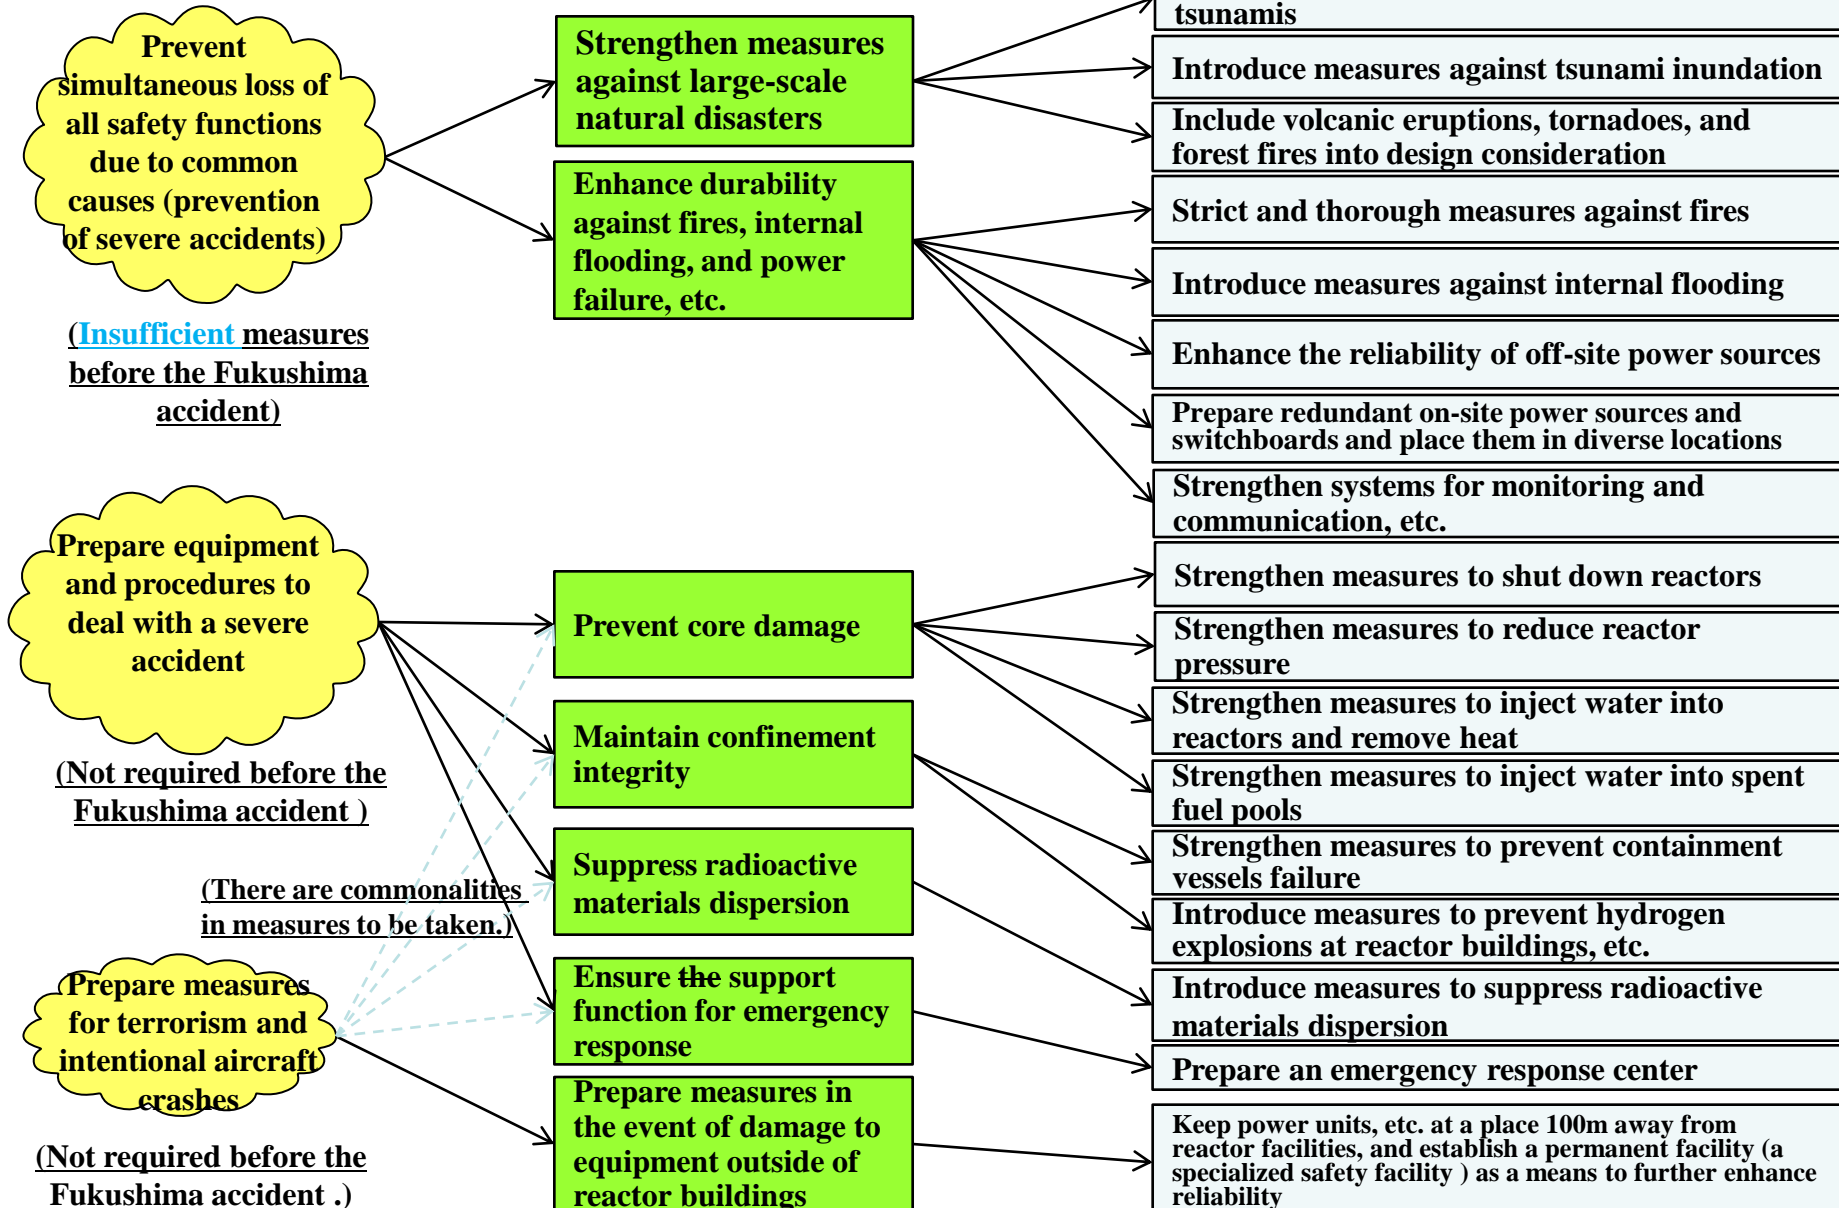 Prevent
simultaneous loss of
all safety functions
due to common
causes (prevention
of severe accidents)
(Insufficient measures
before the Fukushima
accident)
Prepare equipment
and procedures to
deal with a severe
accident
(Not required before the
Fukushima accident )
(There are commonalities
in measures to be taken.)
Prepare measures
for terrorism and
intentional aircraft
crashes
(Not required before the
Fukushima accident .)
Strengthen measures
against large-scale
natural disasters
Enhance durability
against fires, internal
flooding, and power
failure, etc.
Prevent core damage
Maintain confinement
integrity
Suppress radioactive
materials dispersion
Ensure the support
function for emergency
response
Prepare measures in
the event of damage to
equipment outside of
reactor buildings
tsunamis
Introduce measures against tsunami inundation
Include volcanic eruptions, tornadoes, and
forest fires into design consideration
Strict and thorough measures against fires
Introduce measures against internal flooding
Enhance the reliability of off-site power sources
Prepare redundant on-site power sources and
switchboards and place them in diverse locations
Strengthen systems for monitoring and
communication, etc.
Strengthen measures to shut down reactors
Strengthen measures to reduce reactor
pressure
Strengthen measures to inject water into
reactors and remove heat
Strengthen measures to inject water into spent
fuel pools
Strengthen measures to prevent containment
vessels failure
Introduce measures to prevent hydrogen
explosions at reactor buildings, etc.
Introduce measures to suppress radioactive
materials dispersion
Prepare an emergency response center
Keep power units, etc. at a place 100m away from
reactor facilities, and establish a permanent facility (a
specialized safety facility ) as a means to further enhance
reliability